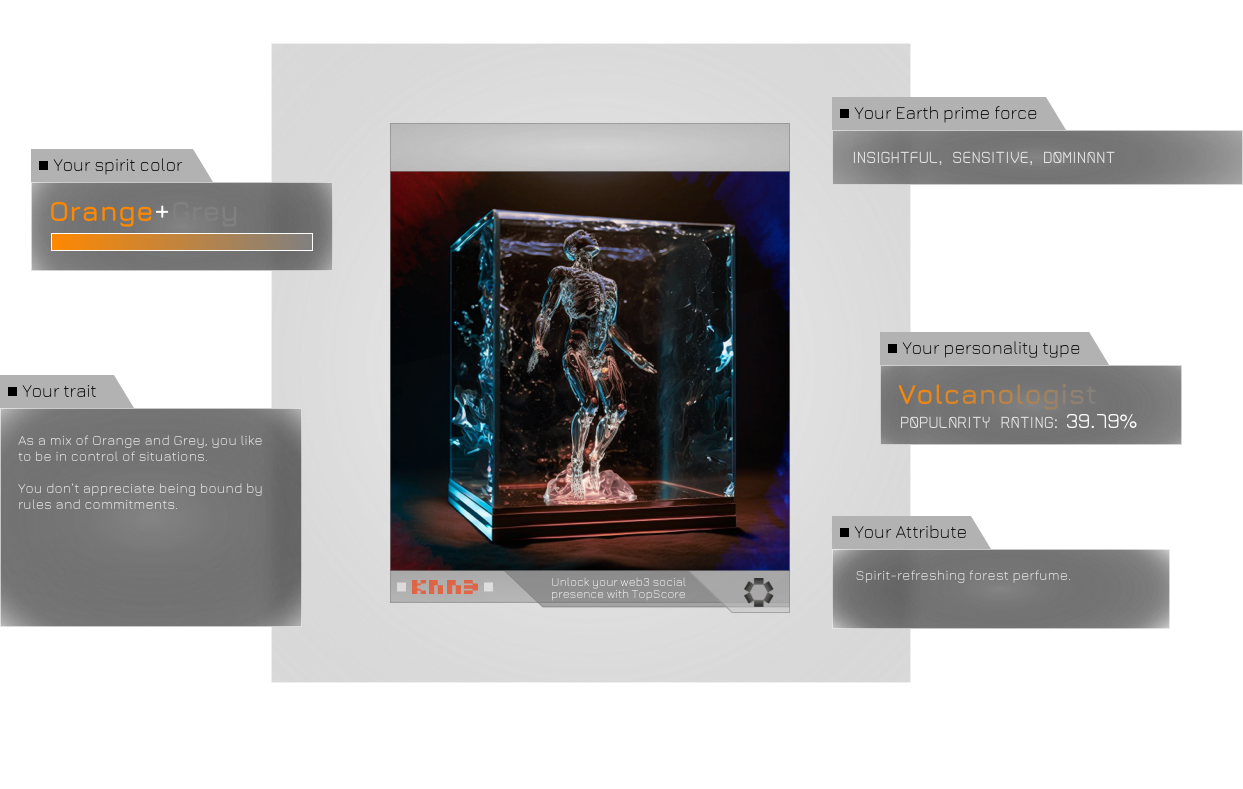 Your Earth prime force
INSIGHTFUL, SENSITIVE, DOMINANT
Your spirit color
Orange+Grey
Your personality type
Volcanologist
POPULARITY RATING: 39.79%
Your trait
As a mix of Orange and Grey, you like
to be in control of situations.
You don't appreciate being bound by
rules and commitments.
Your Attribute
Spirit-refreshing forest perfume.
KNN3
Unlock your web3 social
presence with TopScore